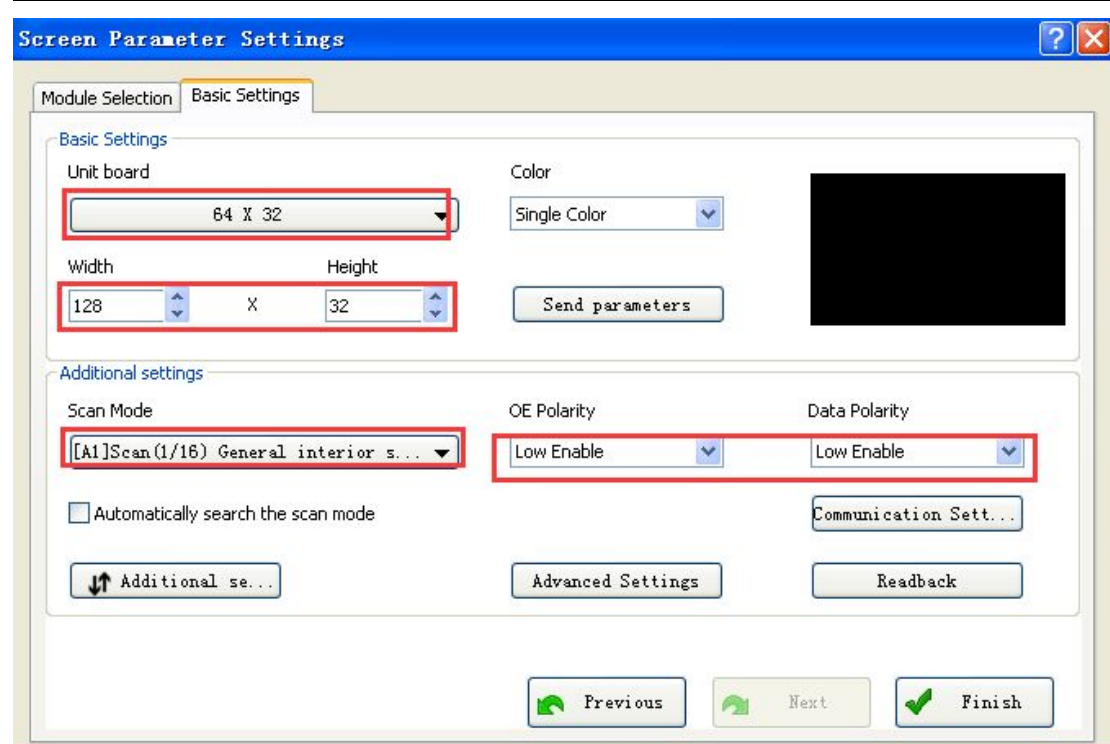 Screen Parameter Settings
Module Selection Basic Settings
Basic Settings
Unit board Color
64 X 32 Single Color
Width Height
128 X 32 Send parameters
Additional settings
Scan Mode OE Polarity Data Polarity
[A1]Scan(1/16) General interior s... Low Enable Low Enable
Automatically search the scan mode Communication Sett...
Additional se... Advanced Settings Readback
Previous Next Finish